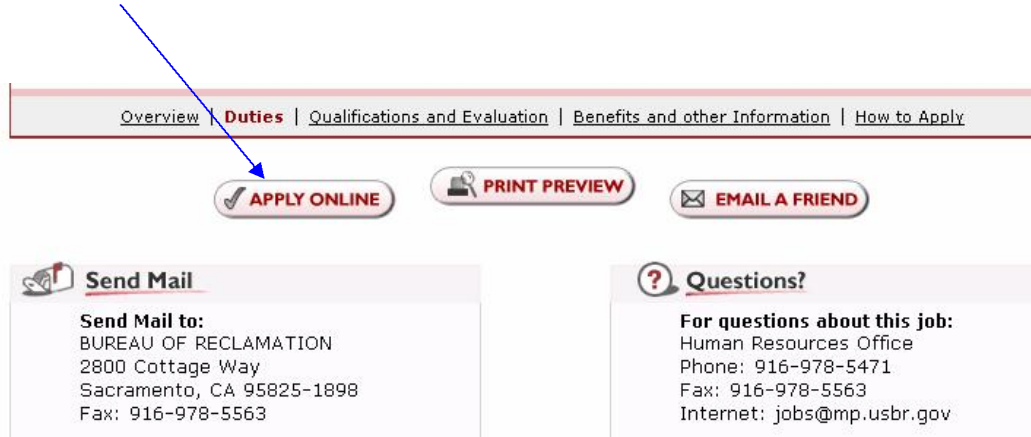 Overview | Duties | Qualifications and Evaluation | Benefits and other Information | How to Apply
APPLY ONLINE
PRINT PREVIEW
EMAIL A FRIEND
Send Mail
Send Mail to:
BUREAU OF RECLAMATION
2800 Cottage Way
Sacramento, CA 95825-1898
Fax: 916-978-5563
Questions?
For questions about this job:
Human Resources Office
Phone: 916-978-5471
Fax: 916-978-5563
Internet: jobs@mp.usbr.gov